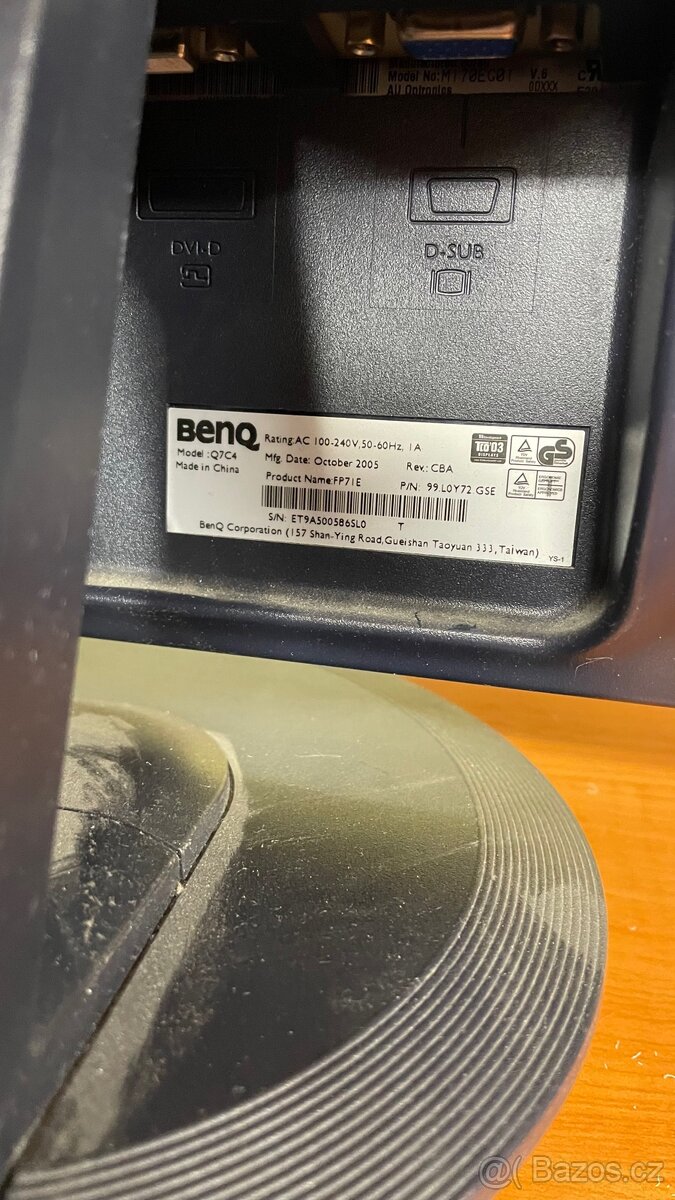 Model No:M170EG01 V.6
AU Optronics
DVI-D
D-SUB
BenQ
Rating:AC 100-240V,50-60Hz, 1A
Model :Q7C4
Mfg. Date: October 2005 Rev.: CBA
Made in China
Product Name:FP71E P/N: 99.L0Y72.GSE
S/N: ET9A500586SL0 T
BenQ Corporation (157 Shan-Ying Road,Gueishan Taoyuan 333,Taiwan)
YS-1
TCO'03
DISPLAYS
GS
@( Bazoš.cz